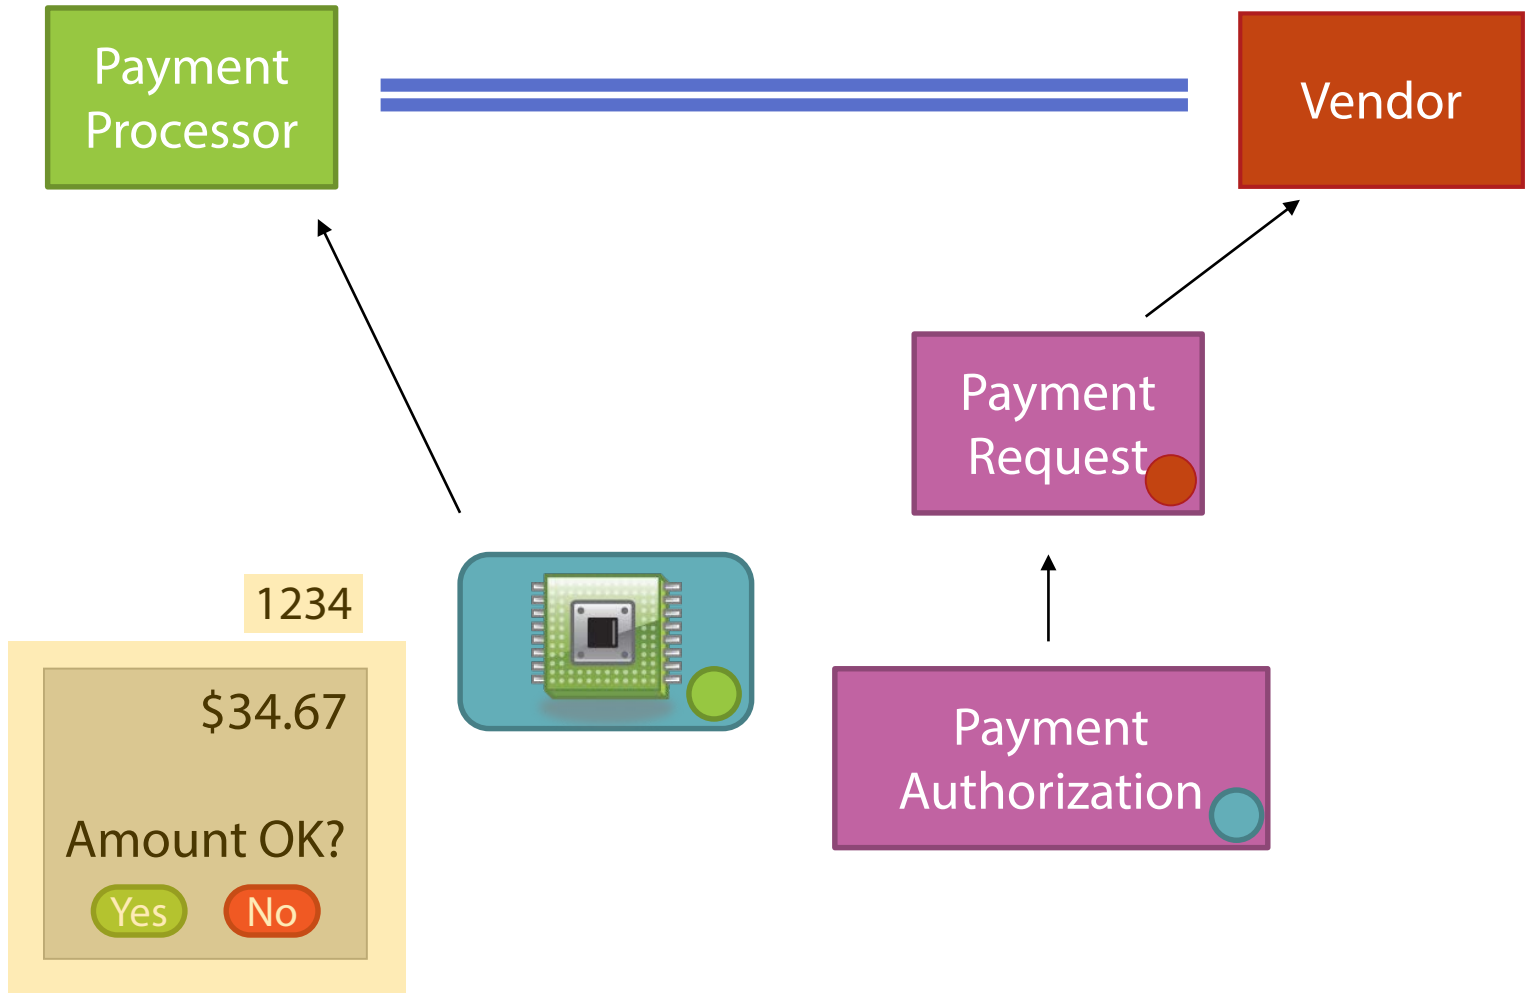 Payment
Processor
Vendor
Payment
Request
1234
$34.67
Amount OK?
Yes
No
Payment
Authorization